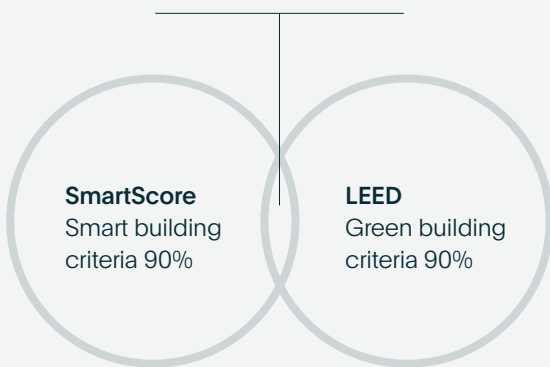 SmartScore
Smart building
criteria 90%
LEED
Green building
criteria 90%